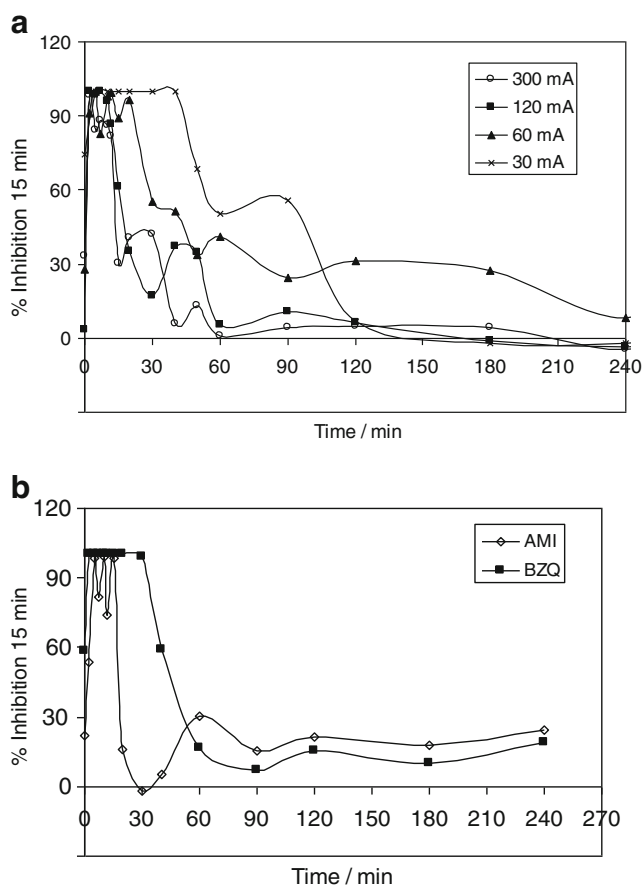 a
120
300 mA
120 mA
60 mA
30 mA
90
60
30
0
% Inhibition 15 min
0 30 60 90 120 150 180 210 240
Time / min
b
120
AMI
BZQ
90
60
30
0
% Inhibition 15 min
0 30 60 90 120 150 180 210 240 270
Time / min